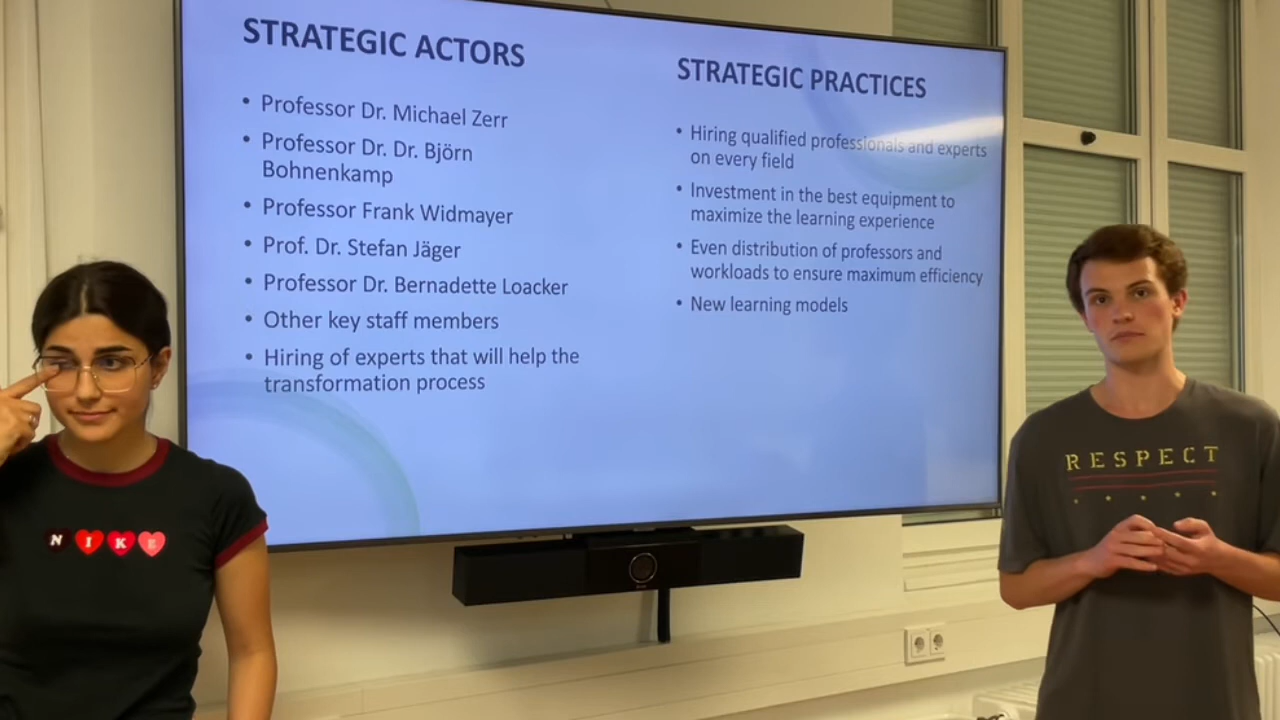 STRATEGIC ACTORS
• Professor Dr. Michael Zerr
• Professor Dr. Dr. Björn
Bohnenkamp
• Professor Frank Widmayer
• Prof. Dr. Stefan Jäger
• Professor Dr. Bernadette Loacker
• Other key staff members
• Hiring of experts that will help the
transformation process
STRATEGIC PRACTICES
• Hiring qualified professionals and experts
on every field
• Investment in the best equipment to
maximize the learning experience
• Even distribution of professors and
workloads to ensure maximum efficiency
• New learning models
NIKE
RESPECT